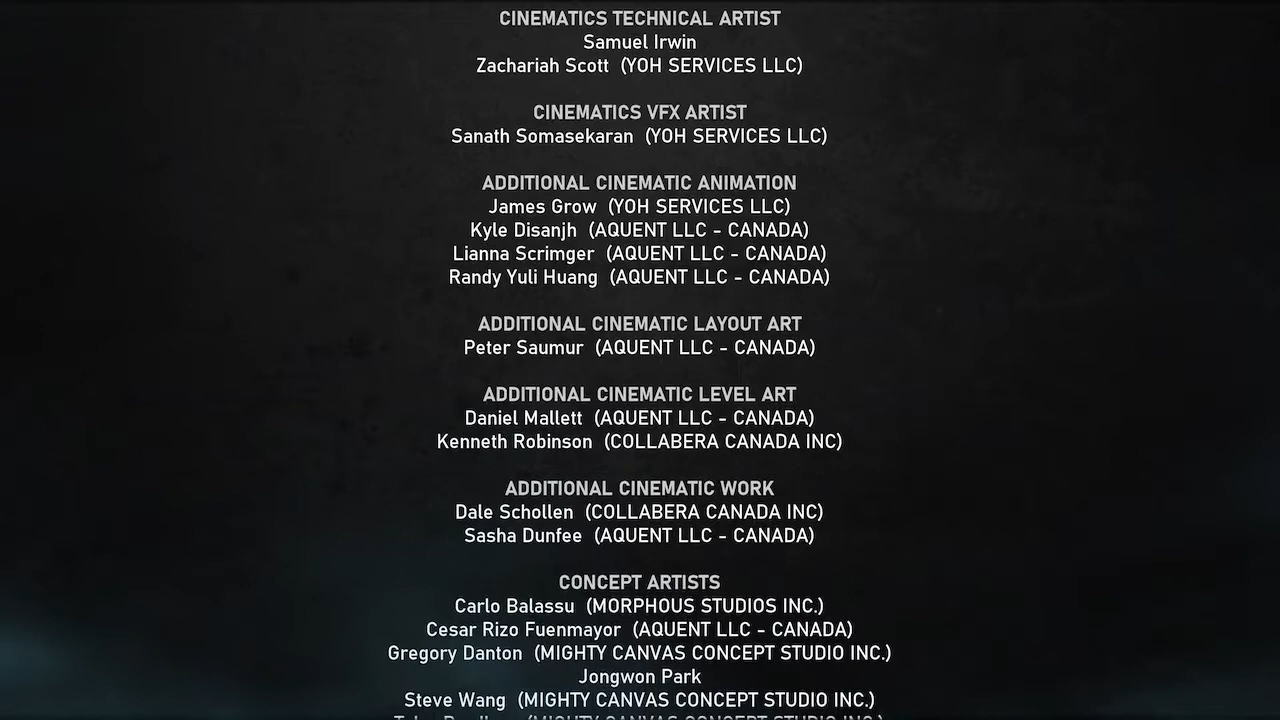 CINEMATICS TECHNICAL ARTIST
Samuel Irwin
Zachariah Scott (YOH SERVICES LLC)
CINEMATICS VFX ARTIST
Sanath Somasekaran (YOH SERVICES LLC)
ADDITIONAL CINEMATIC ANIMATION
James Grow (YOH SERVICES LLC)
Kyle Disanjh (AQUENT LLC - CANADA)
Lianna Scrimger (AQUENT LLC - CANADA)
Randy Yuli Huang (AQUENT LLC - CANADA)
ADDITIONAL CINEMATIC LAYOUT ART
Peter Saumur (AQUENT LLC - CANADA)
ADDITIONAL CINEMATIC LEVEL ART
Daniel Mallett (AQUENT LLC - CANADA)
Kenneth Robinson (COLLABERA CANADA INC)
ADDITIONAL CINEMATIC WORK
Dale Schollen (COLLABERA CANADA INC)
Sasha Dunfee (AQUENT LLC - CANADA)
CONCEPT ARTISTS
Carlo Balassu (MORPHOUS STUDIOS INC.)
Cesar Rizo Fuenmayor (AQUENT LLC - CANADA)
Gregory Danton (MIGHTY CANVAS CONCEPT STUDIO INC.)
Jongwon Park
Steve Wang (MIGHTY CANVAS CONCEPT STUDIO INC.)
(MIGHTY CANVAS CONCEPT STUDIO INC.)